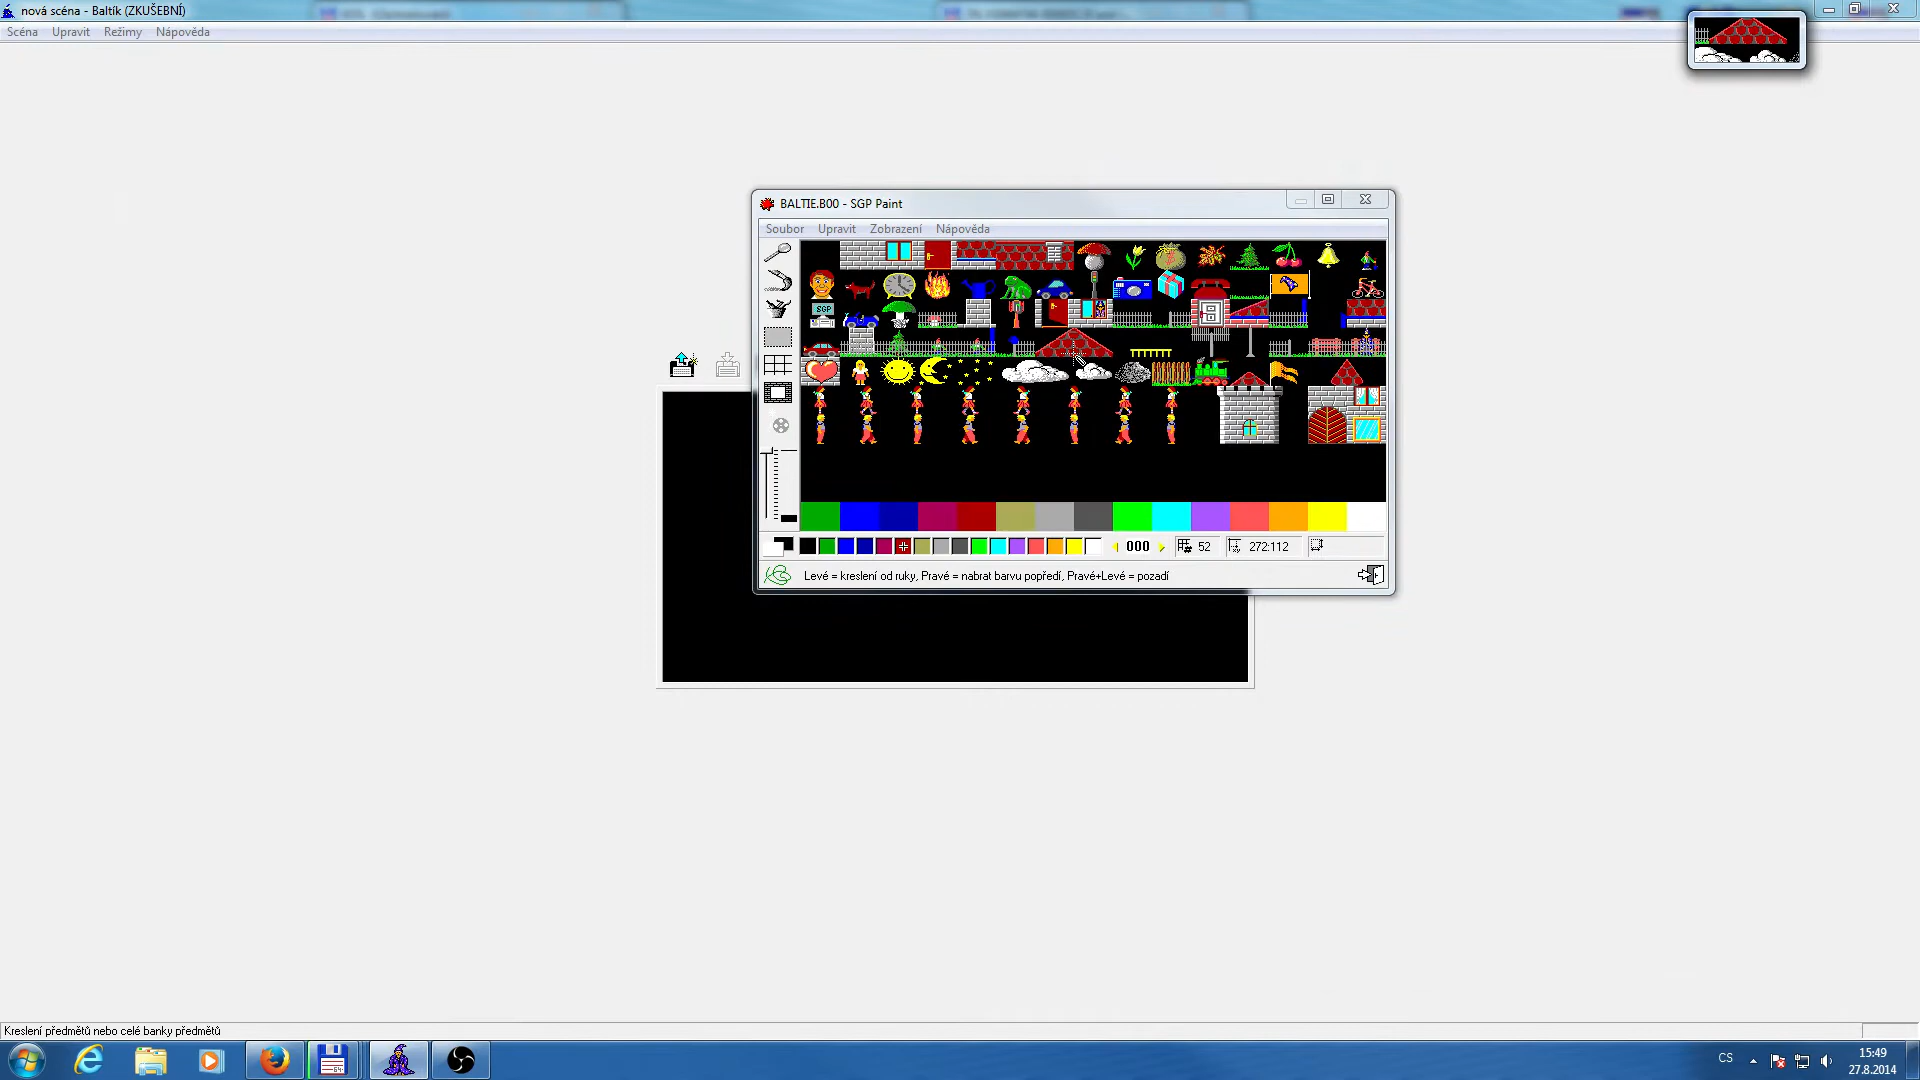 nová scéna - Baltík (ZKUŠEBNÍ)
Scéna Upravit Režimy Nápověda
BALTIE.B00 - SGP Paint
Soubor Upravit Zobrazení Nápověda
SGP
000 52 272:112
Levé = kreslení od ruky, Pravé = nabrat barvu popředí, Pravé+Levé = pozadí
Kreslení předmětů nebo celé banky předmětů
64
CS
15:49
27.8.2014